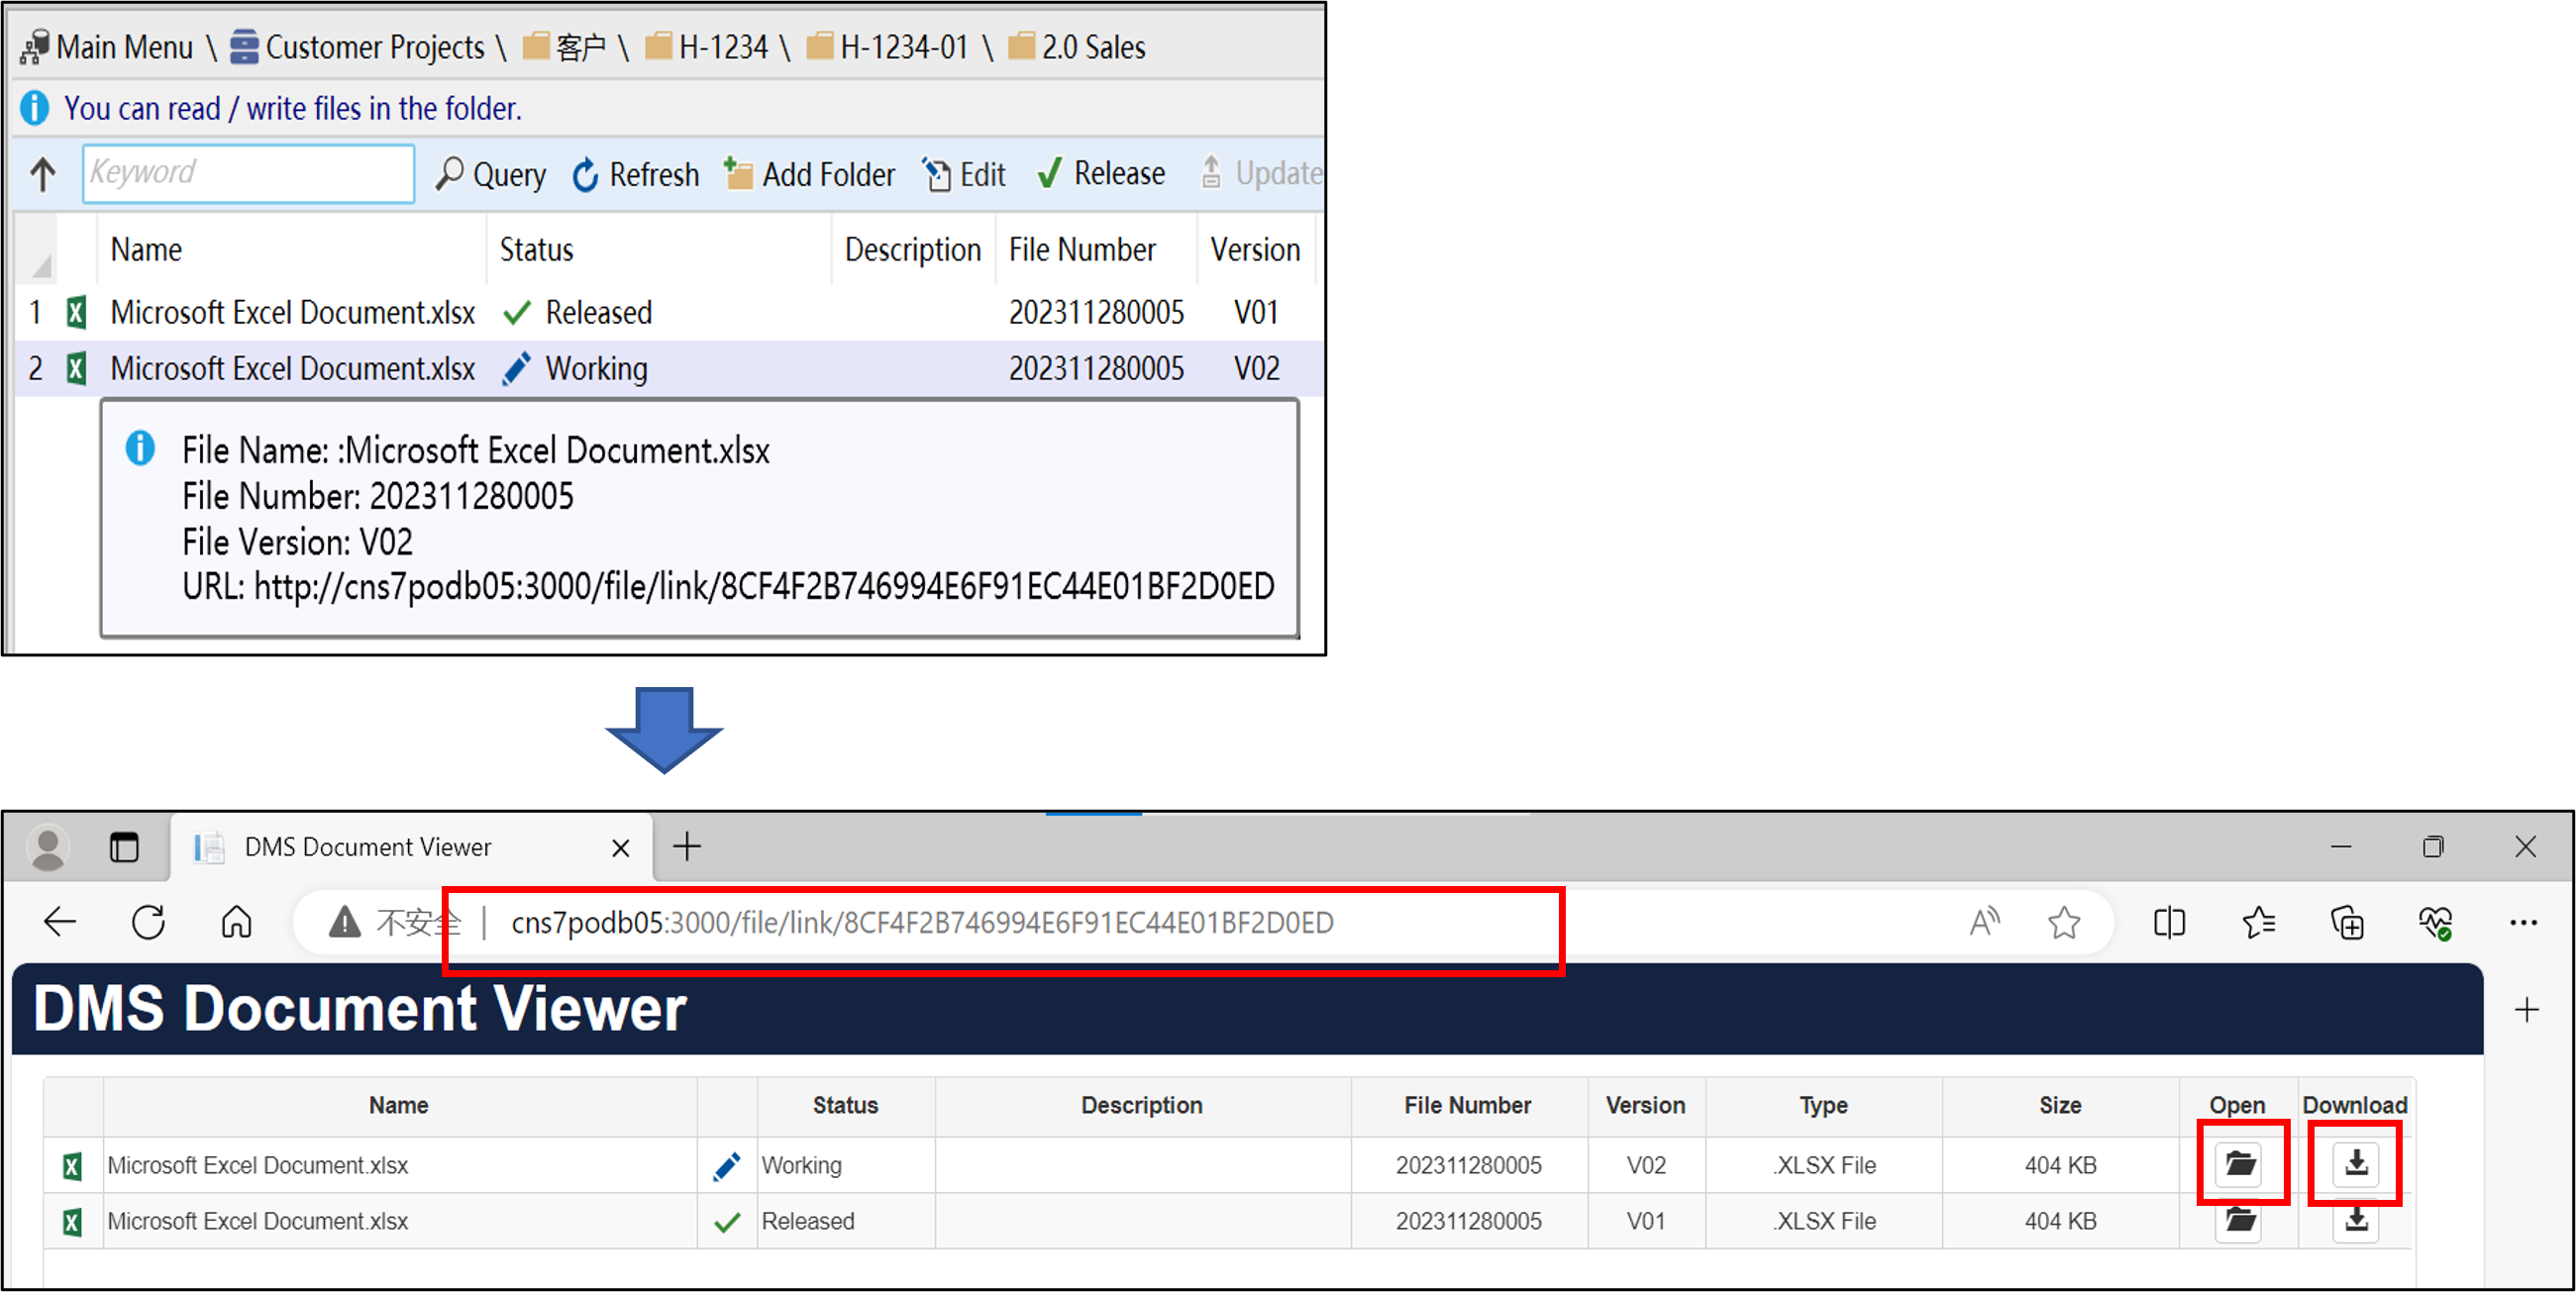 Main Menu \ Customer Projects \ 客户 \ H-1234 \ H-1234-01 \ 2.0 Sales
You can read / write files in the folder.
Keyword Query Refresh Add Folder Edit Release Update
Name Status Description File Number Version
1 Microsoft Excel Document.xlsx Released 202311280005 V01
2 Microsoft Excel Document.xlsx Working 202311280005 V02
File Name: :Microsoft Excel Document.xlsx
File Number: 202311280005
File Version: V02
URL: http://cns7podb05:3000/file/link/8CF4F2B746994E6F91EC44E01BF2D0ED
DMS Document Viewer
不安全 | cns7podb05:3000/file/link/8CF4F2B746994E6F91EC44E01BF2D0ED
DMS Document Viewer
Name Status Description File Number Version Type Size Open Download
Microsoft Excel Document.xlsx Working 202311280005 V02 .XLSX File 404 KB
Microsoft Excel Document.xlsx Released 202311280005 V01 .XLSX File 404 KB